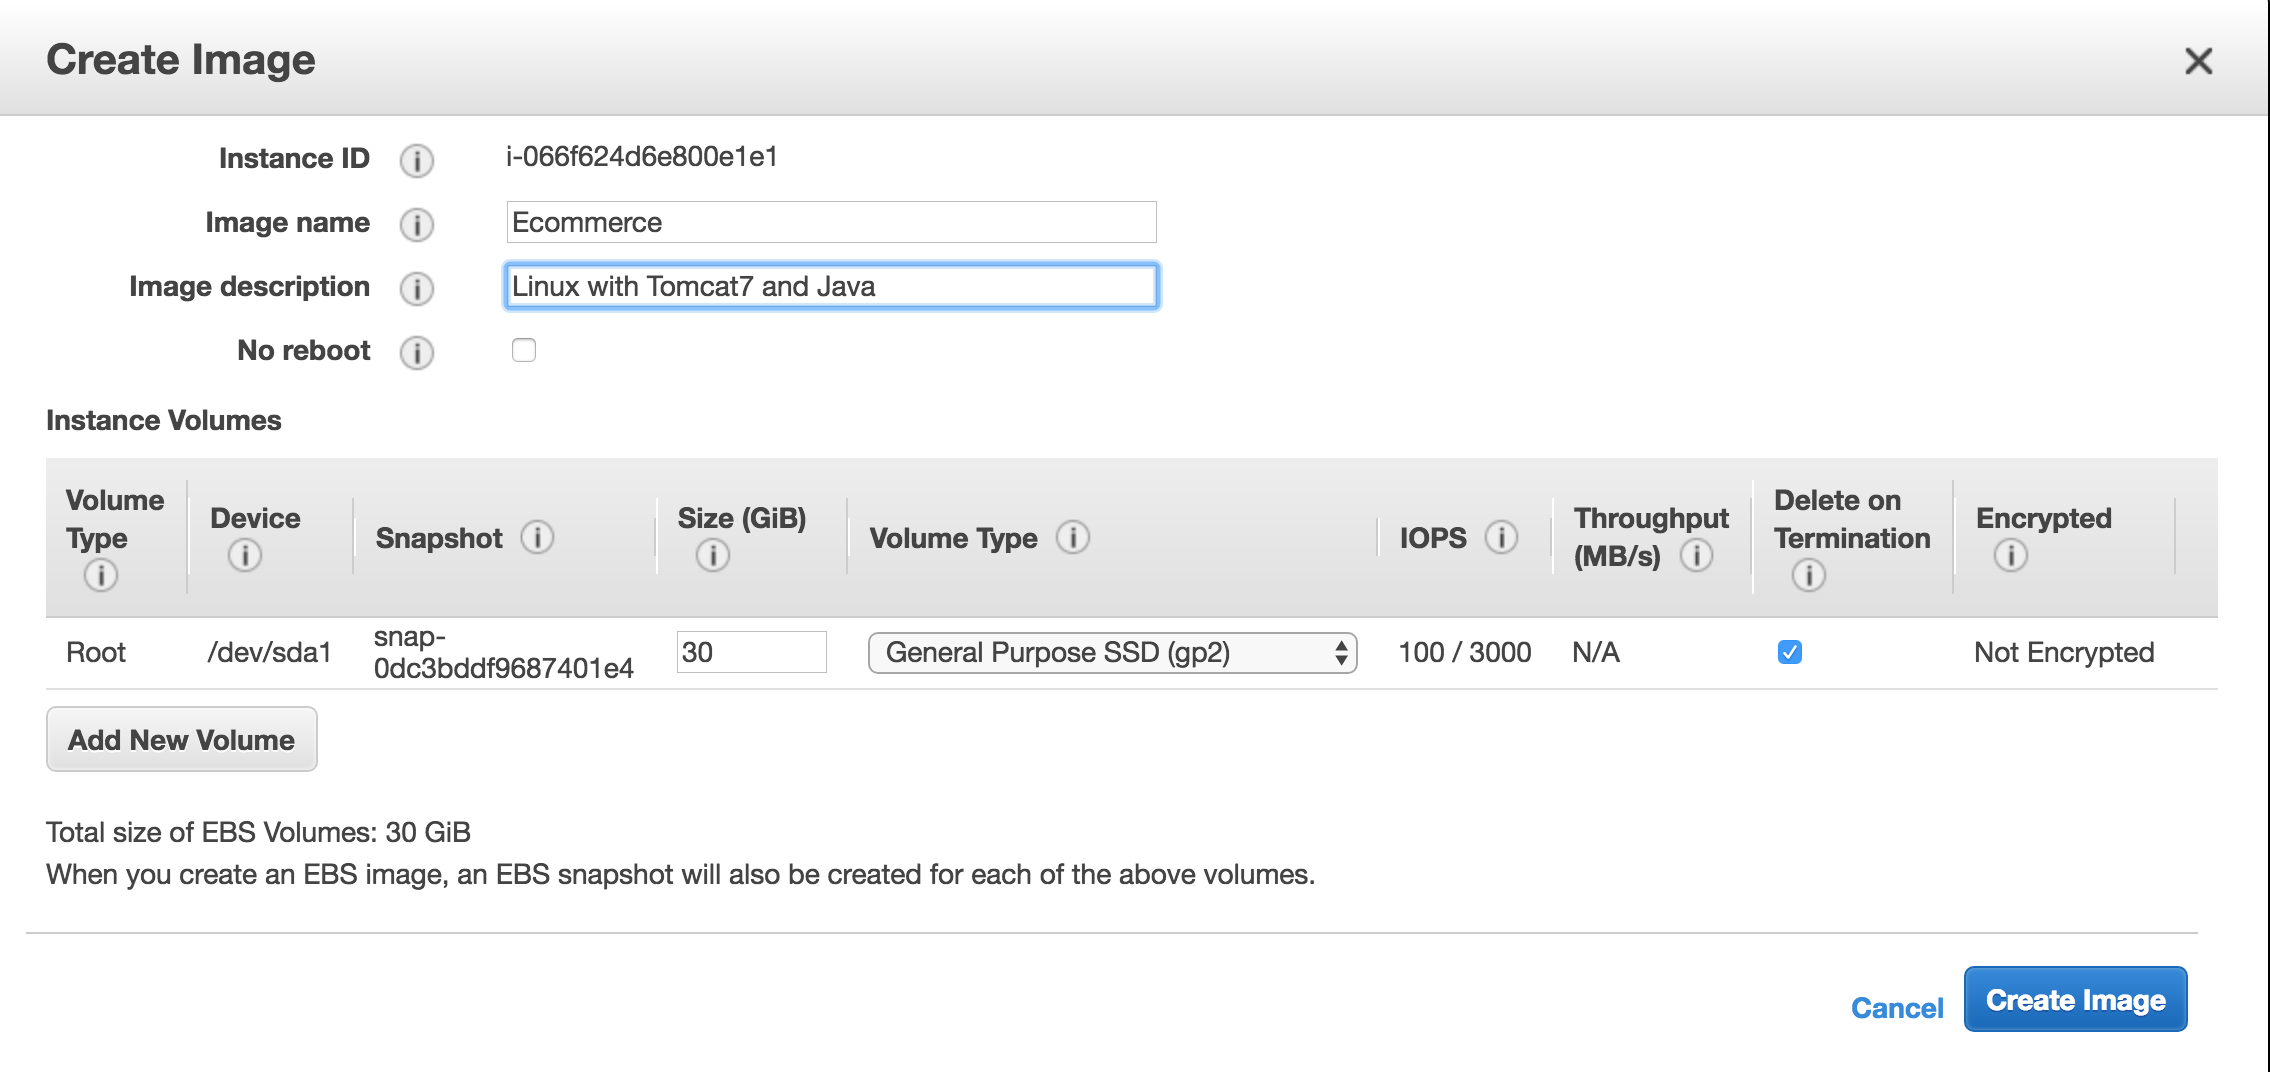 Create Image
Instance ID i-066f624d6e800e1e1
Image name Ecommerce
Image description Linux with Tomcat7 and Java
No reboot
Instance Volumes
Volume Type Device Snapshot Size (GiB) Volume Type IOPS Throughput (MB/s) Delete on Termination Encrypted
Root /dev/sda1 snap-0dc3bddf9687401e4 30 General Purpose SSD (gp2) 100 / 3000 N/A Not Encrypted
Add New Volume
Total size of EBS Volumes: 30 GiB
When you create an EBS image, an EBS snapshot will also be created for each of the above volumes.
Cancel Create Image